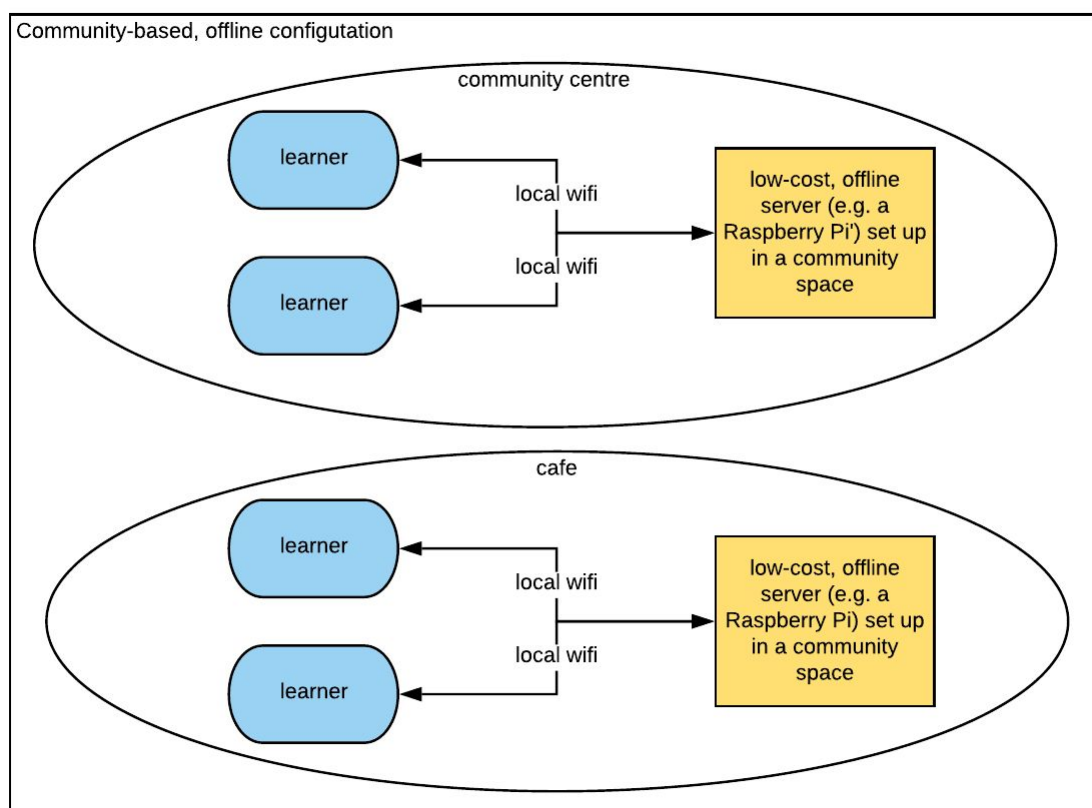 Community-based, offline configutation
community centre
learner
local wifi
low-cost, offline
server (e.g. a
Raspberry Pi') set up
in a community
space
local wifi
learner
cafe
learner
local wifi
low-cost, offline
server (e.g. a
Raspberry Pi) set up
in a community
space
local wifi
learner